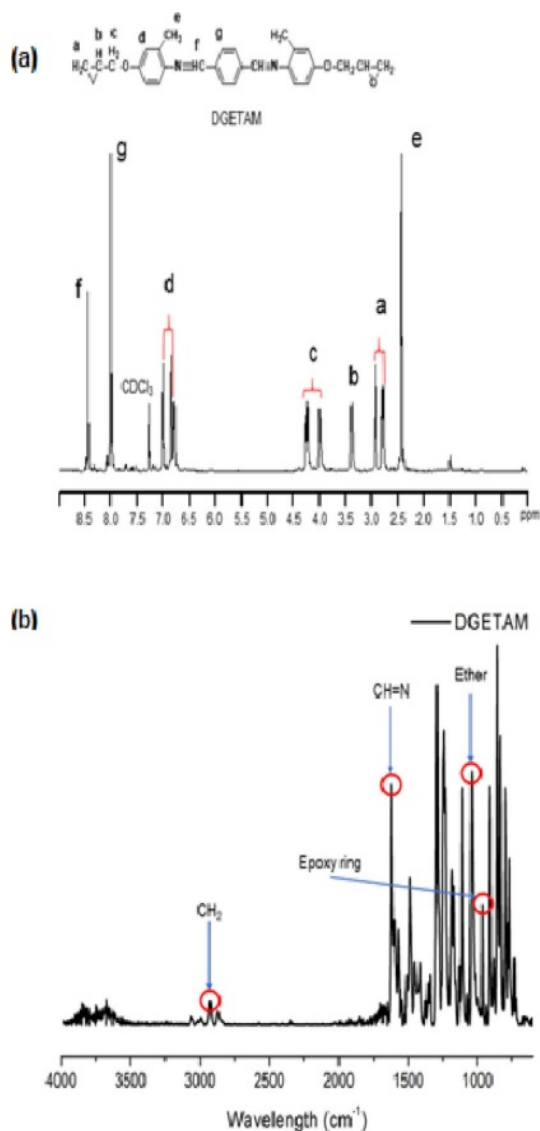 (a)
a b c d e f g
H₂C CH C H₂ O CH₃ N=HC CH=N H₃C O-CH₂CH-CH₂ O
DGETAM
g e
f d a
c b
CDCl₃
8.5 8.0 7.5 7.0 6.5 6.0 5.5 5.0 4.5 4.0 3.5 3.0 2.5 2.0 1.5 1.0 0.5 ppm
(b)
DGETAM
CH=N Ether
Epoxy ring
CH₂
4000 3500 3000 2500 2000 1500 1000
Wavelength (cm⁻¹)